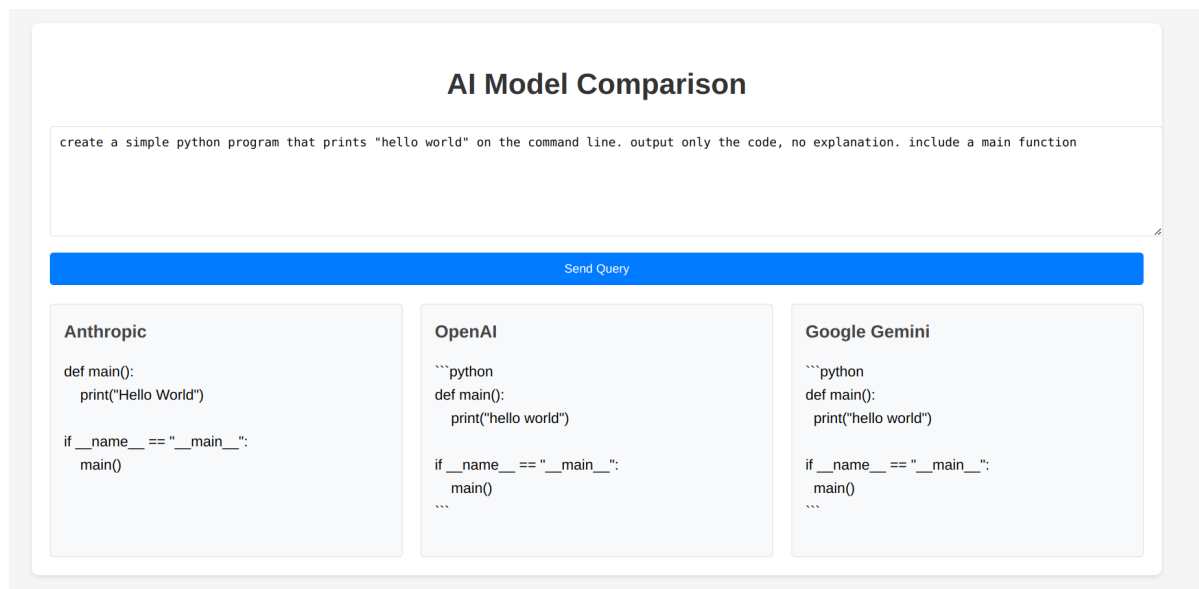 AI Model Comparison
create a simple python program that prints "hello world" on the command line. output only the code, no explanation. include a main function
Send Query
Anthropic
def main():
    print("Hello World")

if __name__ == "__main__":
    main()
OpenAI
```python
def main():
    print("hello world")

if __name__ == "__main__":
    main()
```
Google Gemini
```python
def main():
  print("hello world")

if __name__ == "__main__":
  main()
```